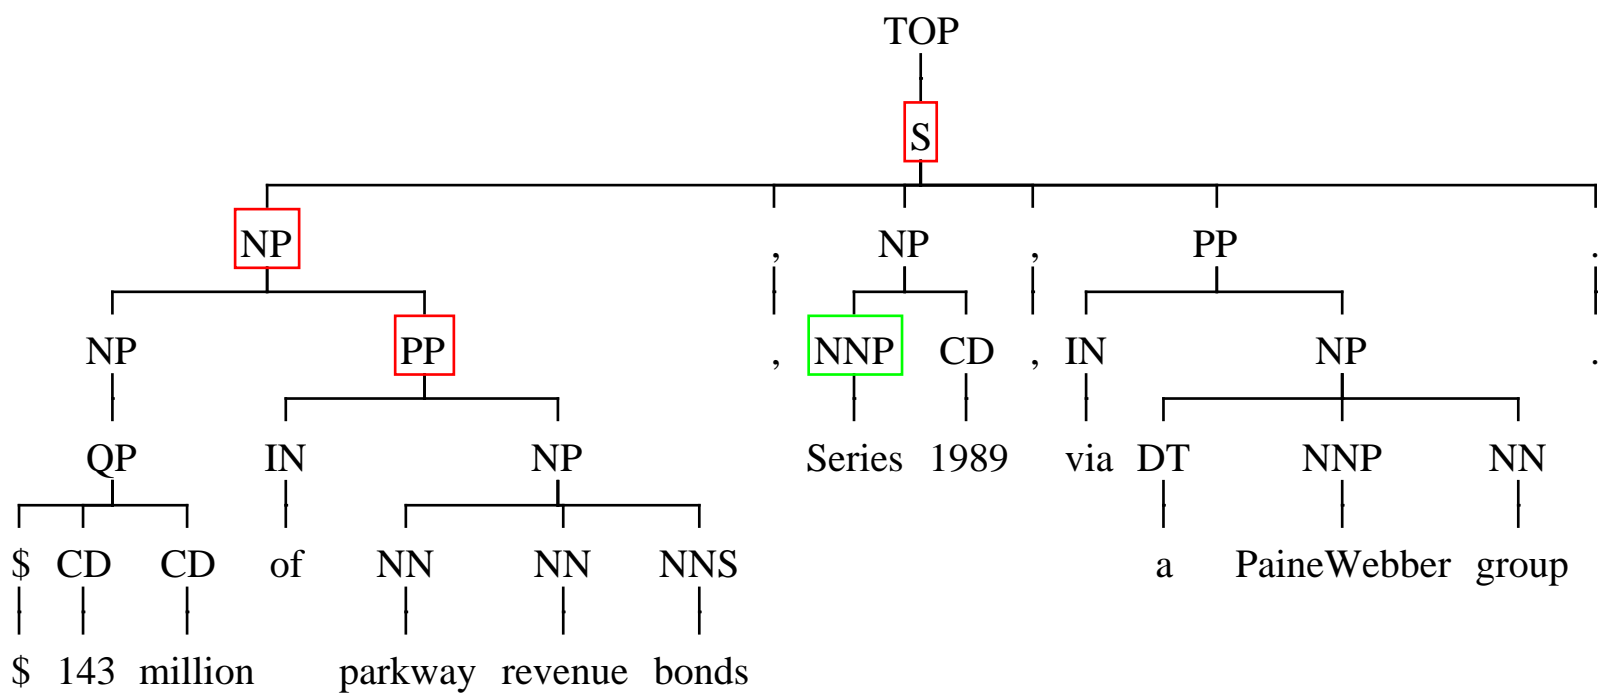 TOP
S
NP , NP , PP .
NP PP , NNP CD , IN NP .
QP IN NP Series 1989 via DT NNP NN
$ CD CD of NN NN NNS a PaineWebber group
$ 143 million parkway revenue bonds